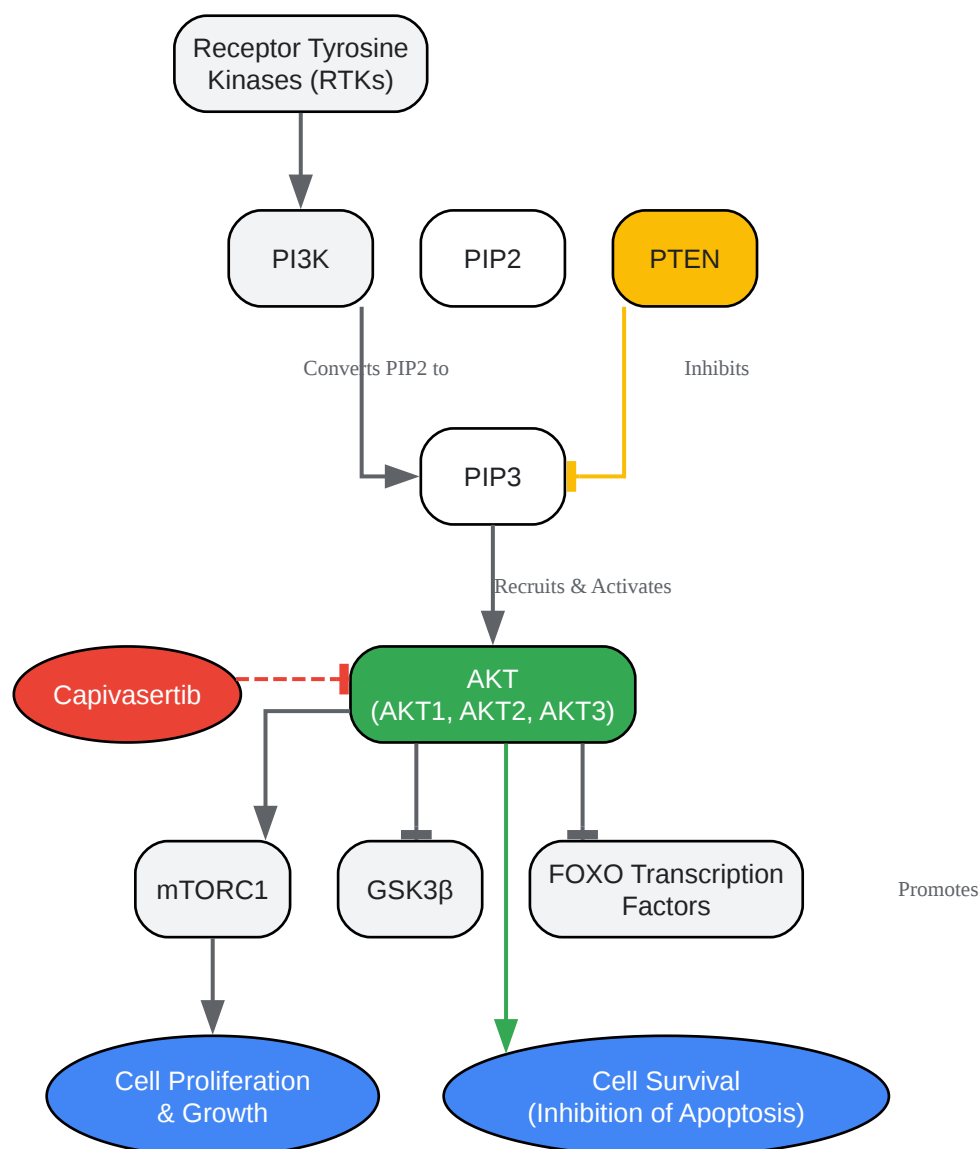 Receptor Tyrosine
Kinases (RTKs)
PI3K
PIP2
PTEN
Converts PIP2 to
Inhibits
PIP3
Recruits & Activates
Capivasertib
AKT
(AKT1, AKT2, AKT3)
mTORC1
GSK3β
FOXO Transcription
Factors
Promotes
Cell Proliferation
& Growth
Cell Survival
(Inhibition of Apoptosis)